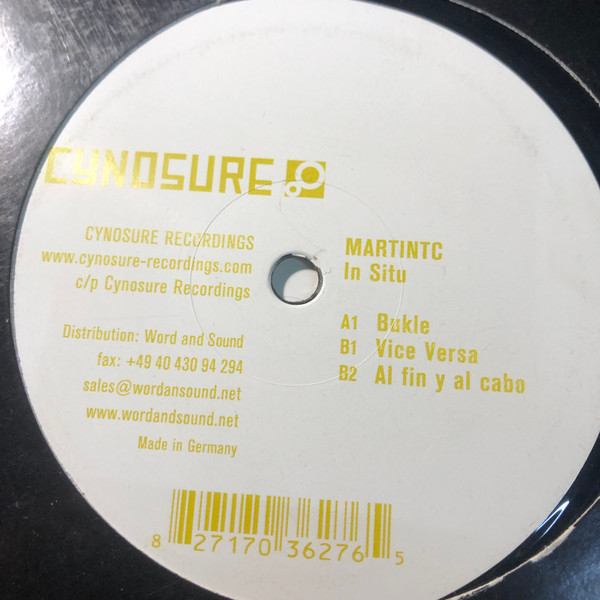 CYNOSURE
CYNOSURE RECORDINGS
www.cynosure-recordings.com
c/p Cynosure Recordings
Distribution: Word and Sound
fax: +49 40 430 94 294
sales@wordansound.net
www.wordandsound.net
Made in Germany
MARTINTC
In Situ
A1 Bukle
B1 Vice Versa
B2 Al fin y al cabo
8 27170 36276 5